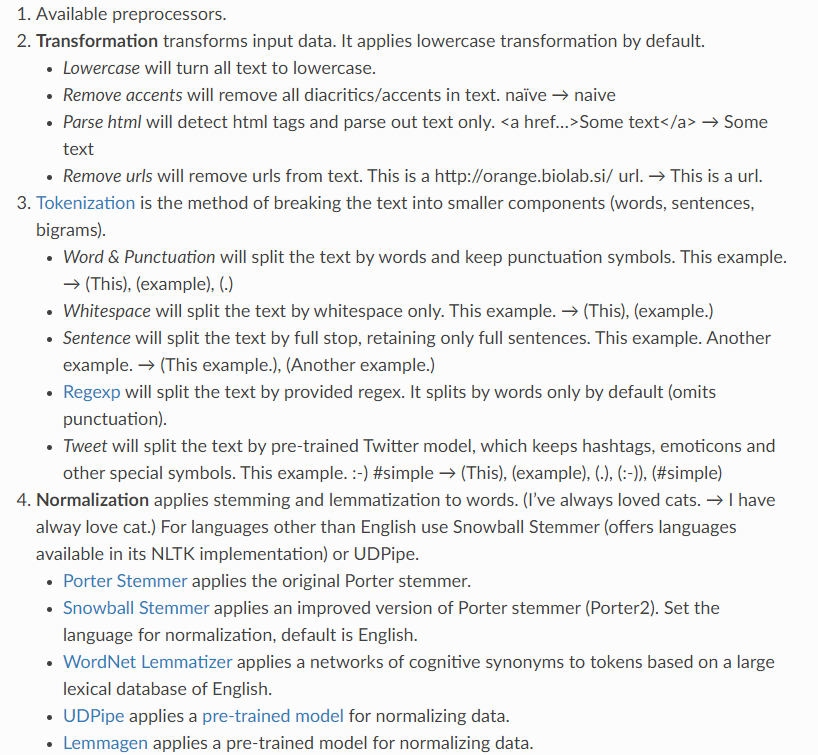 1. Available preprocessors.
2. Transformation transforms input data. It applies lowercase transformation by default.
• Lowercase will turn all text to lowercase.
• Remove accents will remove all diacritics/accents in text. naïve → naive
• Parse html will detect html tags and parse out text only. <a href…>Some text</a> → Some
text
• Remove urls will remove urls from text. This is a http://orange.biolab.si/ url. → This is a url.
3. Tokenization is the method of breaking the text into smaller components (words, sentences,
bigrams).
• Word & Punctuation will split the text by words and keep punctuation symbols. This example.
→ (This), (example), (.)
• Whitespace will split the text by whitespace only. This example. → (This), (example.)
• Sentence will split the text by full stop, retaining only full sentences. This example. Another
example. → (This example.), (Another example.)
• Regexp will split the text by provided regex. It splits by words only by default (omits
punctuation).
• Tweet will split the text by pre-trained Twitter model, which keeps hashtags, emoticons and
other special symbols. This example. :-) #simple → (This), (example), (.), (:-)), (#simple)
4. Normalization applies stemming and lemmatization to words. (I’ve always loved cats. → I have
alway love cat.) For languages other than English use Snowball Stemmer (offers languages
available in its NLTK implementation) or UDPipe.
• Porter Stemmer applies the original Porter stemmer.
• Snowball Stemmer applies an improved version of Porter stemmer (Porter2). Set the
language for normalization, default is English.
• WordNet Lemmatizer applies a networks of cognitive synonyms to tokens based on a large
lexical database of English.
• UDPipe applies a pre-trained model for normalizing data.
• Lemmagen applies a pre-trained model for normalizing data.